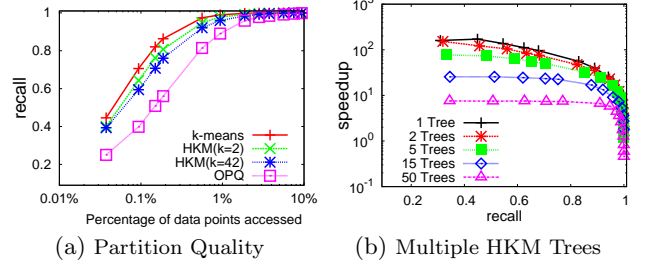 recall
1
0.8
0.6
0.4
0.2
0.01%
0.1%
1%
10%
Percentage of data points accessed
k-means
HKM(k=2)
HKM(k=42)
OPQ
(a) Partition Quality
speedup
10³
10²
10¹
10⁰
10⁻¹
0.2
0.4
0.6
0.8
1
recall
1 Tree
2 Trees
5 Trees
15 Trees
50 Trees
(b) Multiple HKM Trees